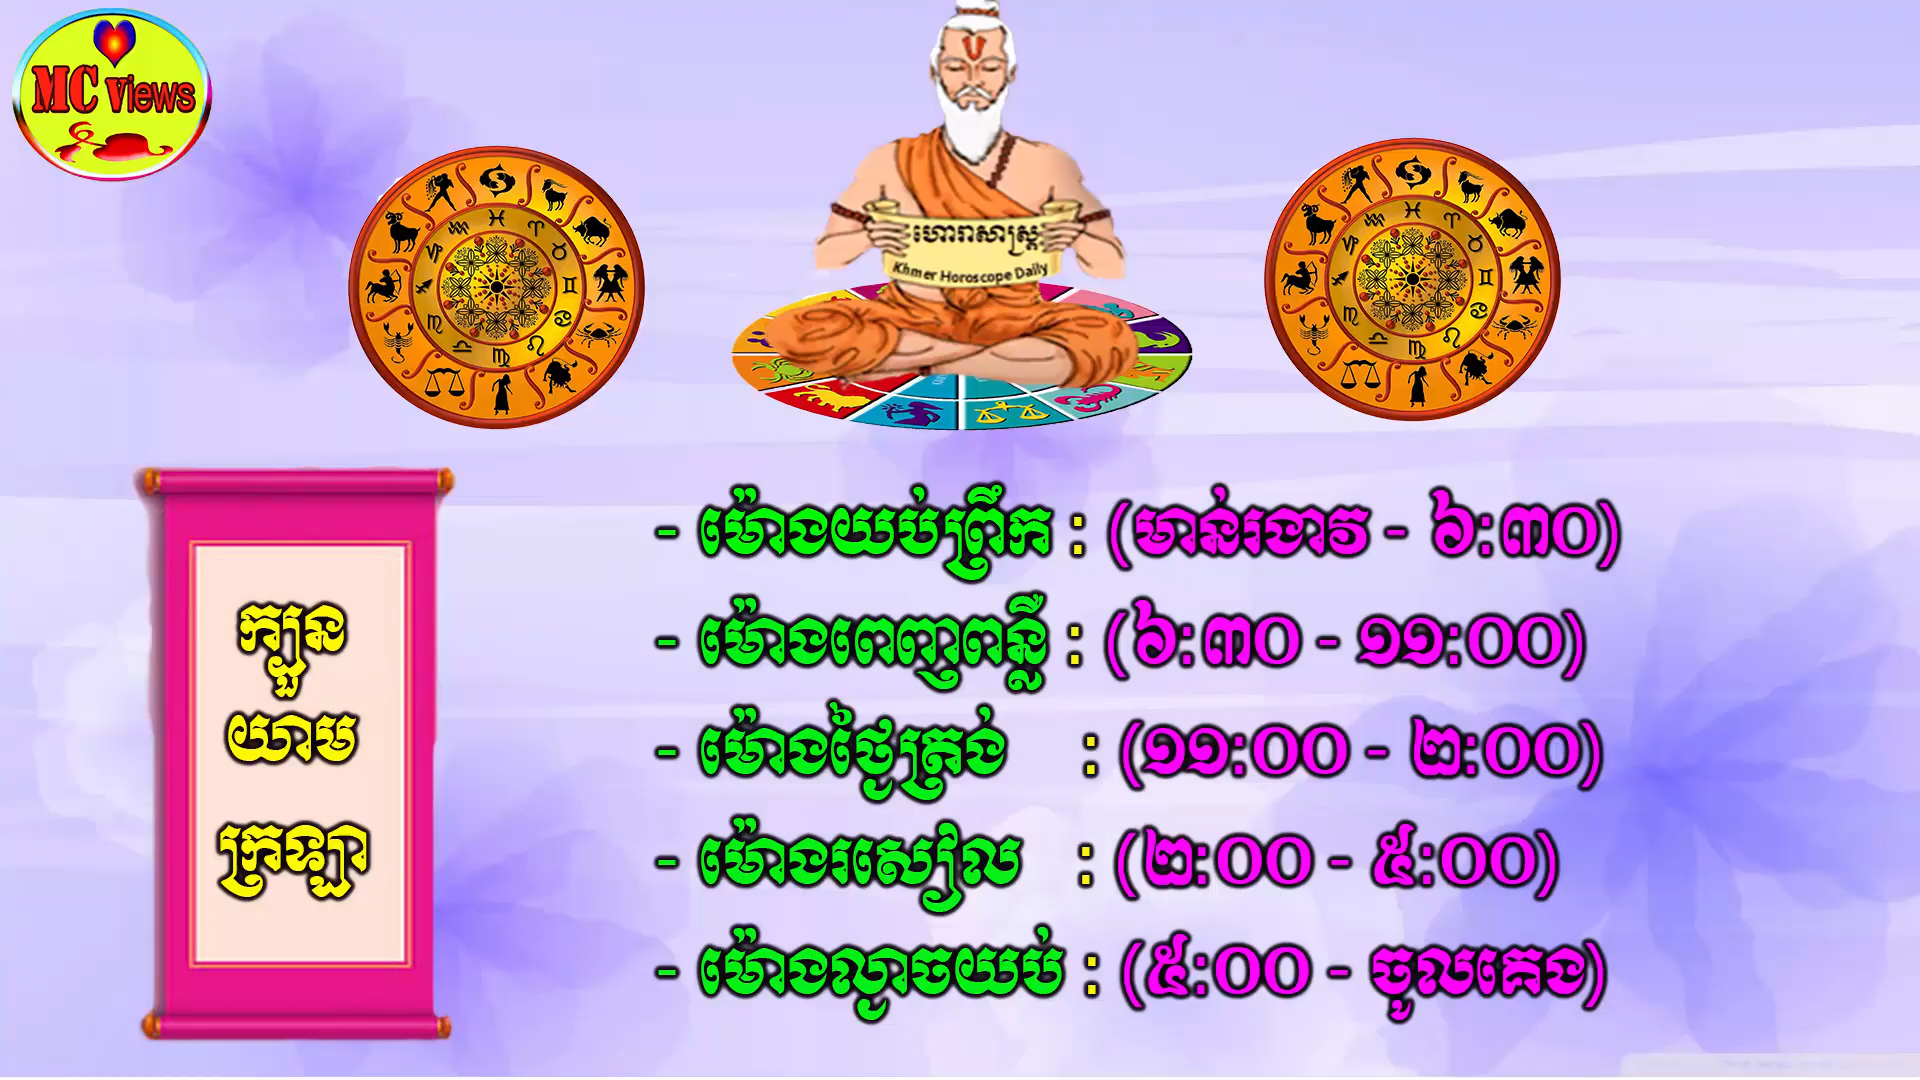 MC Views
ហោរាសាស្ត្រ
Khmer Horoscope Daily
ក្បួន
យាម
ក្រឡា
- ម៉ោងយប់ព្រឹក : (មាន់រងាវ - ៦:៣០)
- ម៉ោងពេញពន្លឺ : (៦:៣០ - ១១:០០)
- ម៉ោងថ្ងៃត្រង់ : (១១:០០ - ២:០០)
- ម៉ោងរសៀល : (២:០០ - ៥:០០)
- ម៉ោងល្ងាចយប់ : (៥:០០ - ចូលគេង)